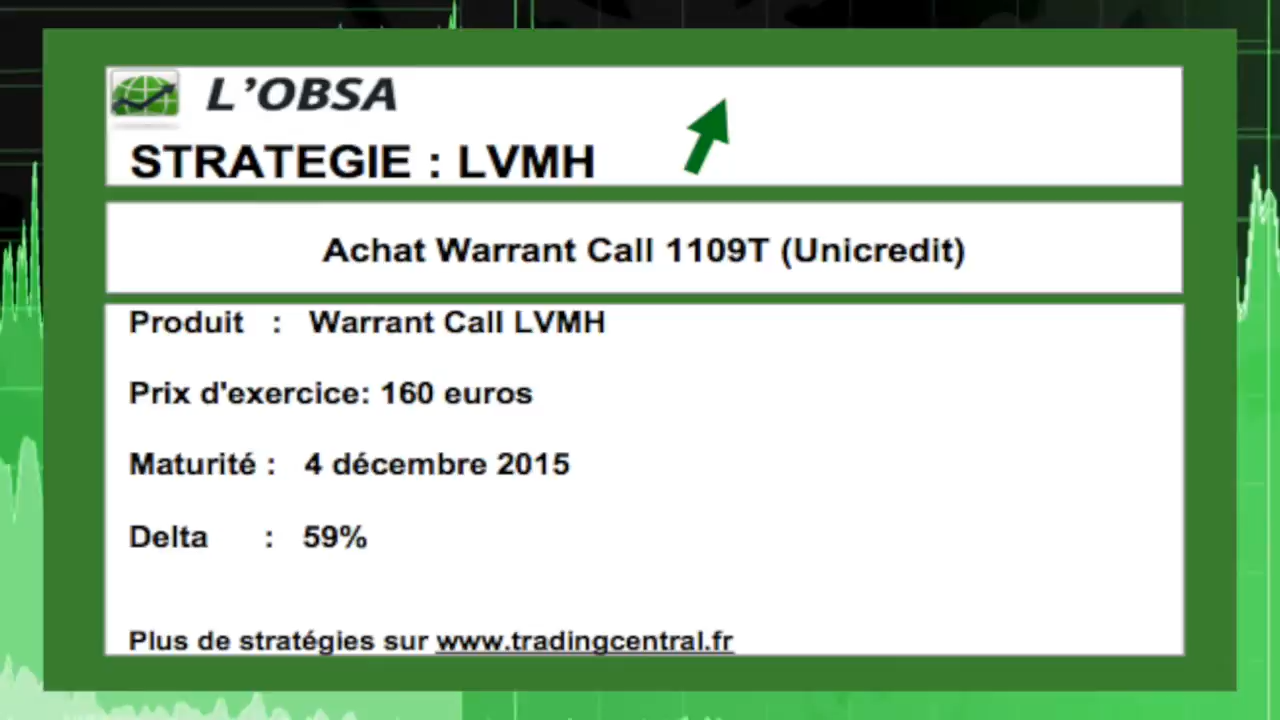 L'OBSA
STRATEGIE : LVMH
Achat Warrant Call 1109T (Unicredit)
Produit : Warrant Call LVMH
Prix d'exercice: 160 euros
Maturité : 4 décembre 2015
Delta : 59%
Plus de stratégies sur www.tradingcentral.fr